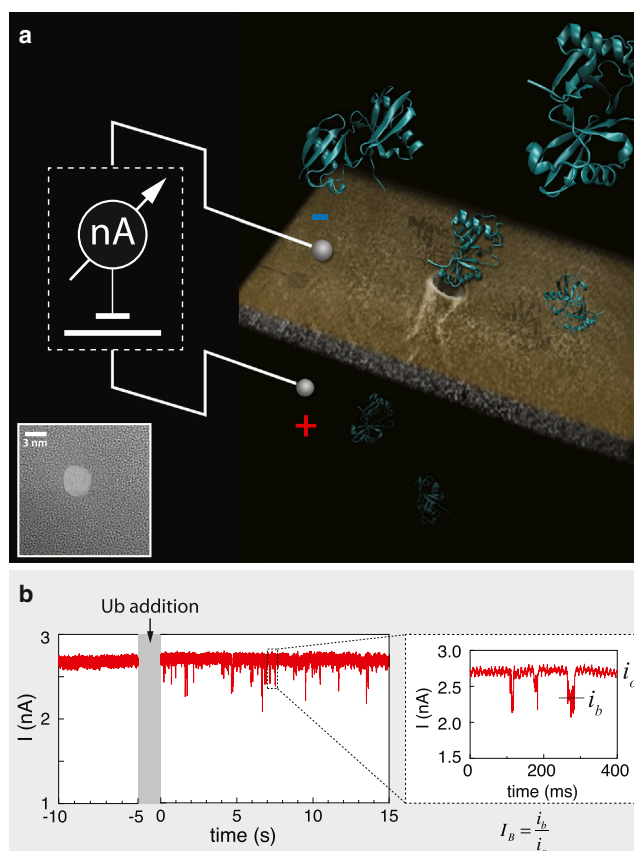 a
nA
−
+
3 nm
b
Ub addition
3
2
1
I (nA)
-10
-5
0
5
10
15
time (s)
3.0
2.5
2.0
1.5
I (nA)
i_b
0
200
400
time (ms)
I_B = i_b